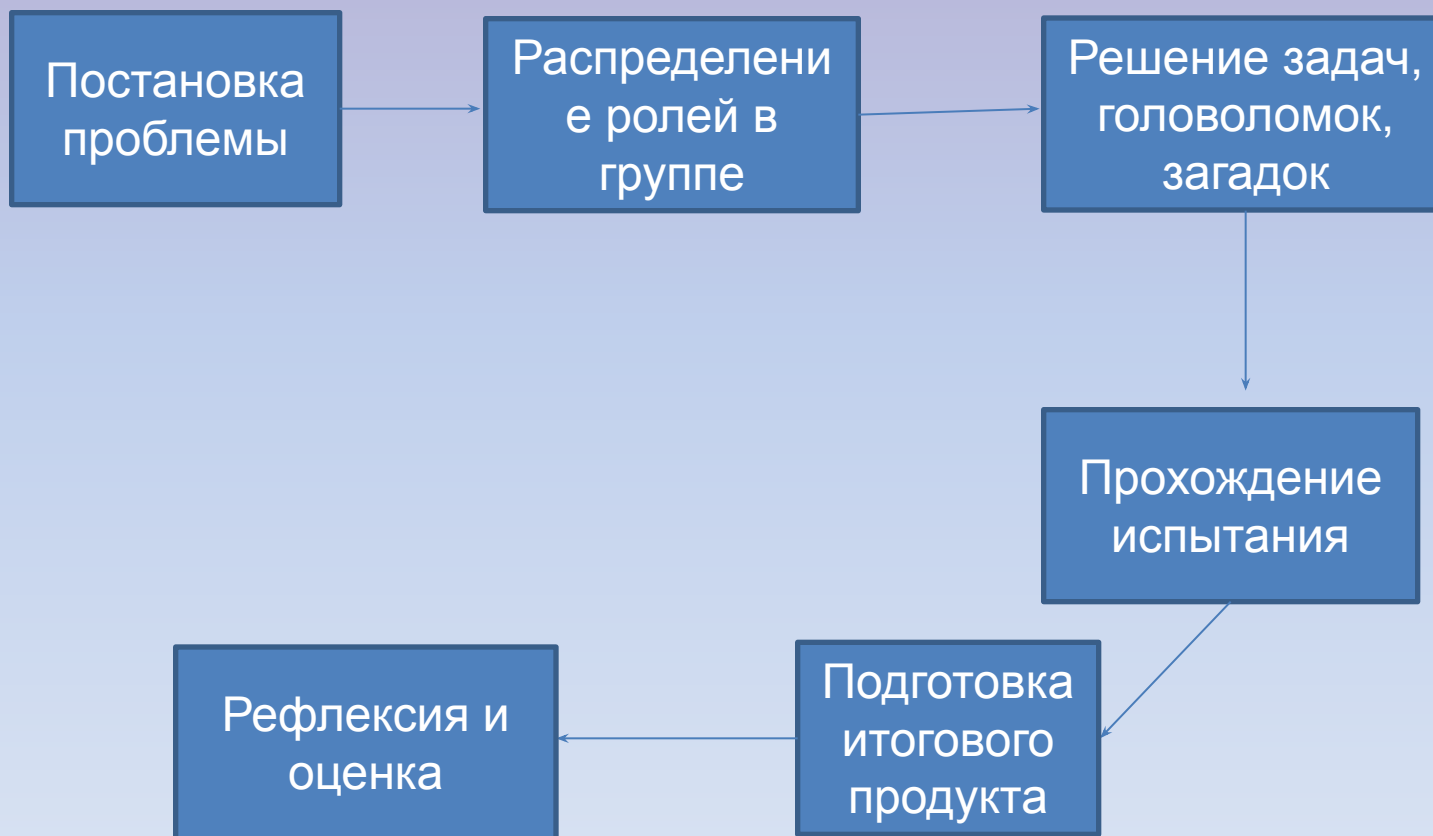 Постановка
проблемы
Распределени
е ролей в
группе
Решение задач,
головоломок,
загадок
Прохождение
испытания
Подготовка
итогового
продукта
Рефлексия и
оценка